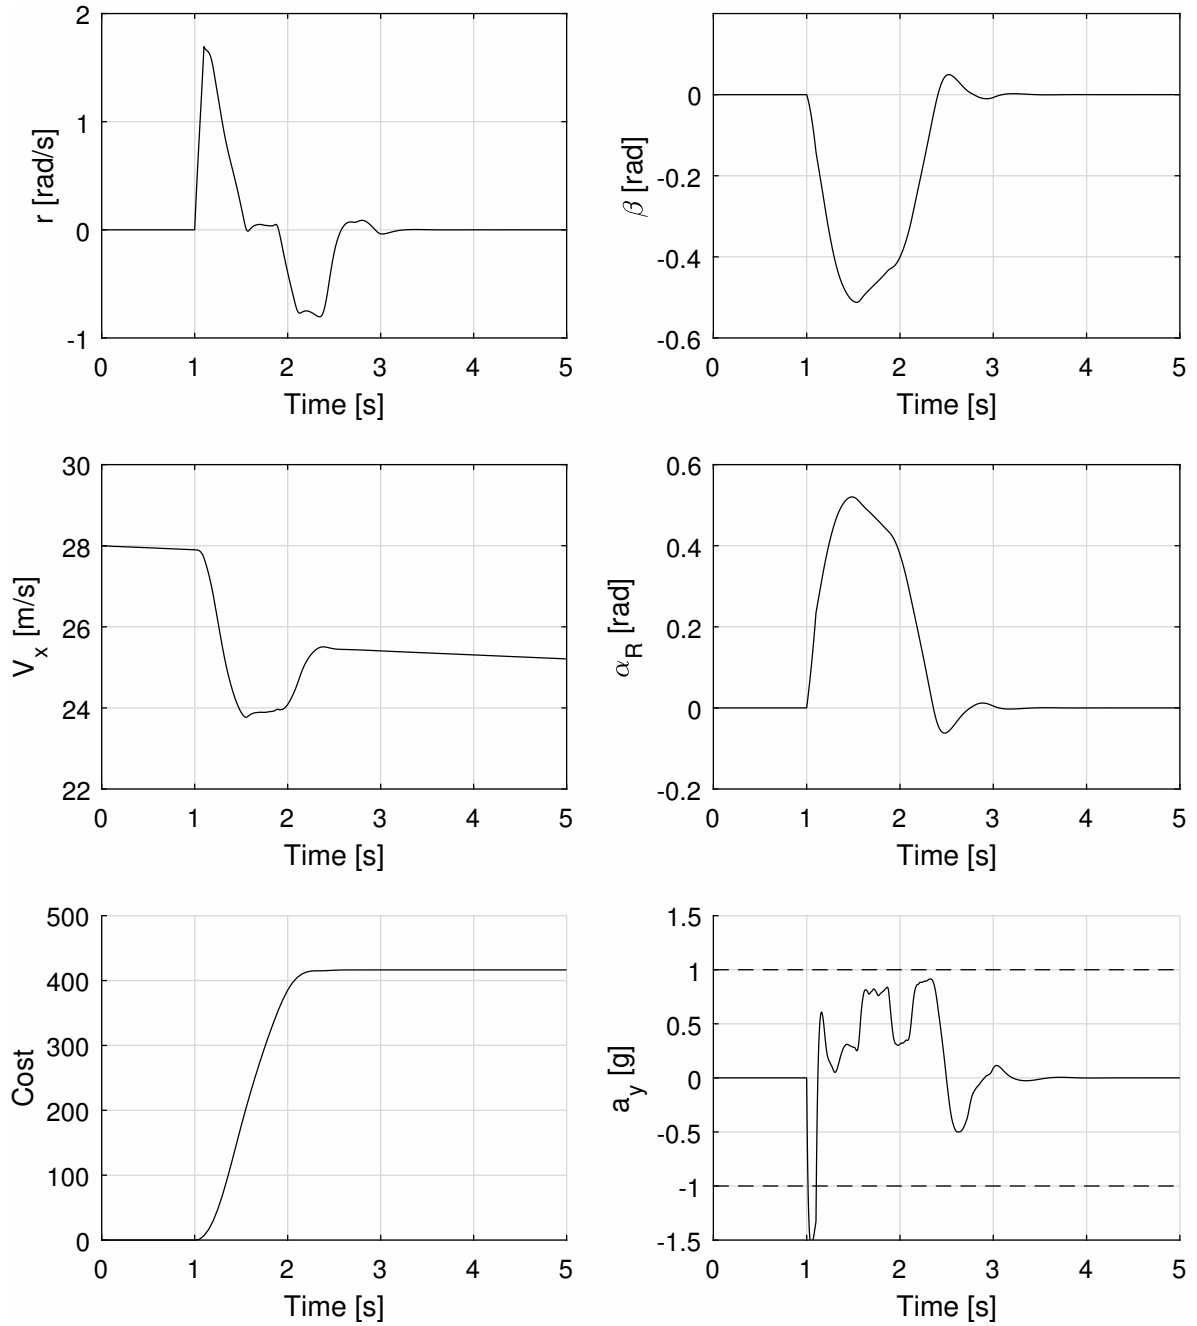 2
1
0
-1
r [rad/s]
0 1 2 3 4 5
Time [s]
0
-0.2
-0.4
-0.6
β [rad]
0 1 2 3 4 5
Time [s]
30
28
26
24
22
V_x [m/s]
0 1 2 3 4 5
Time [s]
0.6
0.4
0.2
0
-0.2
α_R [rad]
0 1 2 3 4 5
Time [s]
500
400
300
200
100
0
Cost
0 1 2 3 4 5
Time [s]
1.5
1
0.5
0
-0.5
-1
-1.5
a_y [g]
0 1 2 3 4 5
Time [s]